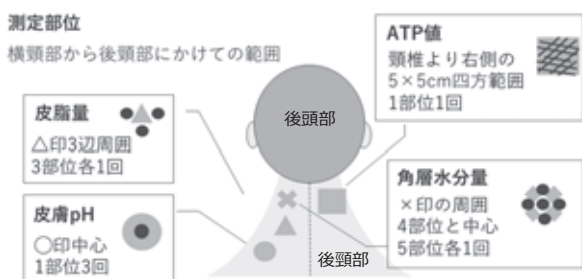 測定部位
横頸部から後頸部にかけての範囲
ATP値
頸椎より右側の
5×5cm四方範囲
1部位1回
皮脂量
△印3辺周囲
3部位各1回
後頭部
角層水分量
×印の周囲
4部位と中心
5部位各1回
皮膚pH
○印中心
1部位3回
後頸部